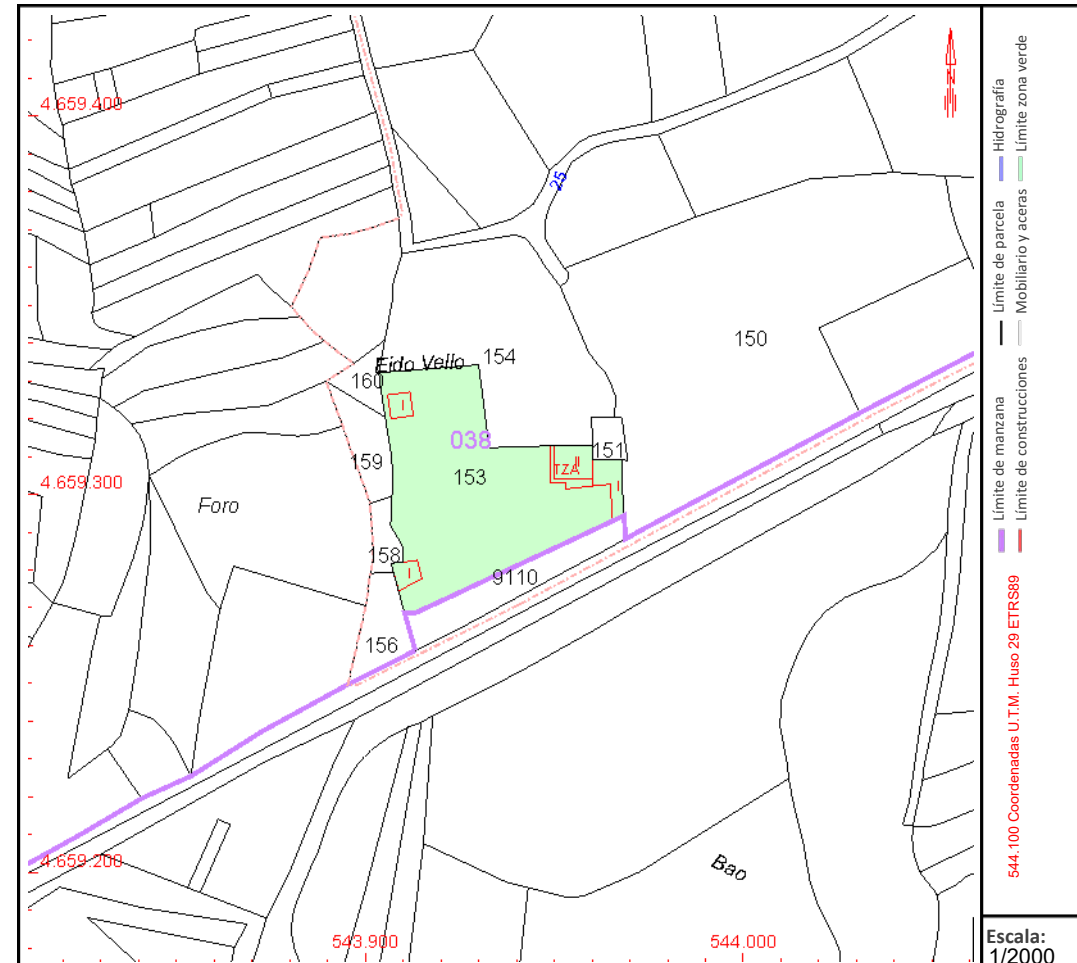 4.659.400
N
25
150
Eido Vello
154
160
038
151
153
TZA
II
I
I
I
159
4.659.300
Foro
158
9110
156
4.659.200
Bao
543.900
544.000
Límite de manzana
Límite de parcela
Hidrografía
Límite de construcciones
Mobiliario y aceras
Límite zona verde
544.100 Coordenadas U.T.M. Huso 29 ETRS89
Escala:
1/2000